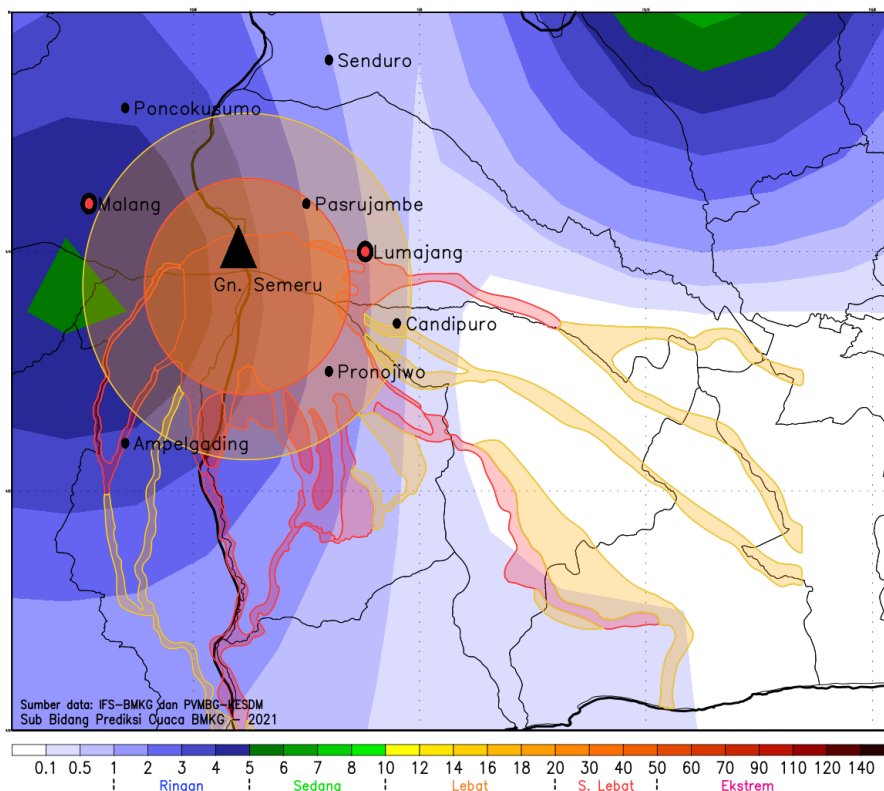 Senduro
Poncokusumo
Malang
Pasrujambe
Lumajang
Gn. Semeru
Candipuro
Pronojiwo
Ampelgading
Sumber data: IFS-BMKG dan PVMBG-KESDM
Sub Bidang Prediksi Cuaca BMKG - 2021
0.1 0.5 1 2 3 4 5 6 7 8 10 12 14 16 18 20 30 40 50 60 70 90 110 120 140
Ringan Sedang Lebat S. Lebat Ekstrem